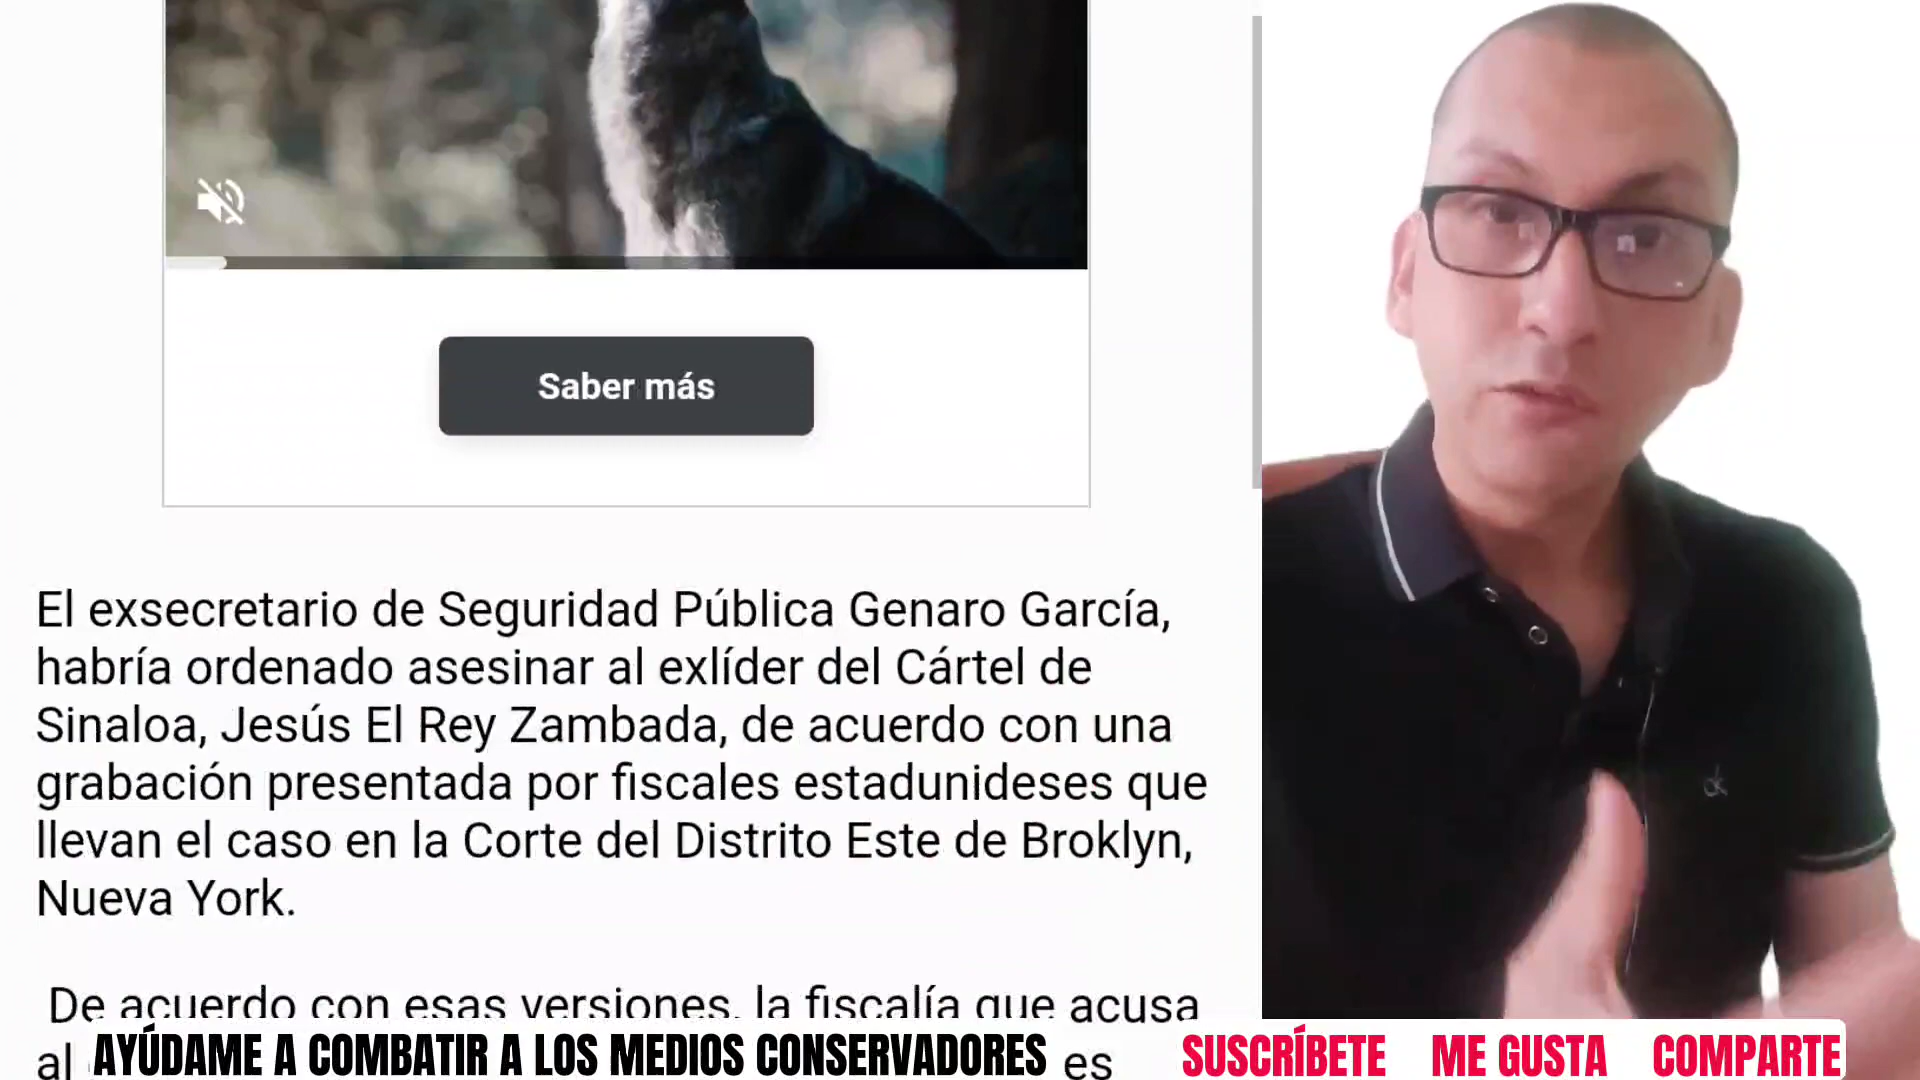 Saber más
El exsecretario de Seguridad Pública Genaro García,
habría ordenado asesinar al exlíder del Cártel de
Sinaloa, Jesús El Rey Zambada, de acuerdo con una
grabación presentada por fiscales estadunideses que
llevan el caso en la Corte del Distrito Este de Broklyn,
Nueva York.
De acuerdo con esas versiones, la fiscalía que acusa
al es
AYÚDAME A COMBATIR A LOS MEDIOS CONSERVADORES
SUSCRÍBETE ME GUSTA COMPARTE
ck